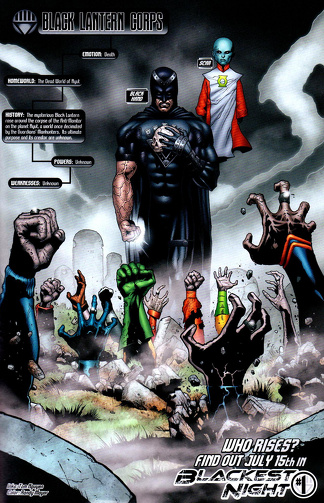 BLACK LANTERN CORPS
EMOTION: Death
SCAR
HOMEWORLD: The Dead World of Ryut
BLACK
HAND
HISTORY: The mysterious Black Lantern
core around the corpse of the Anti-Monitor
on the planet Ryut, a world once decimated
by the Guardians' Manhunters. Its ultimate
purpose and its creator are unknown.
POWERS: Unknown
WEAKNESSES: Unknown
WHO RISES?
FIND OUT JULY 15th in
BLACKEST
NIGHT #1